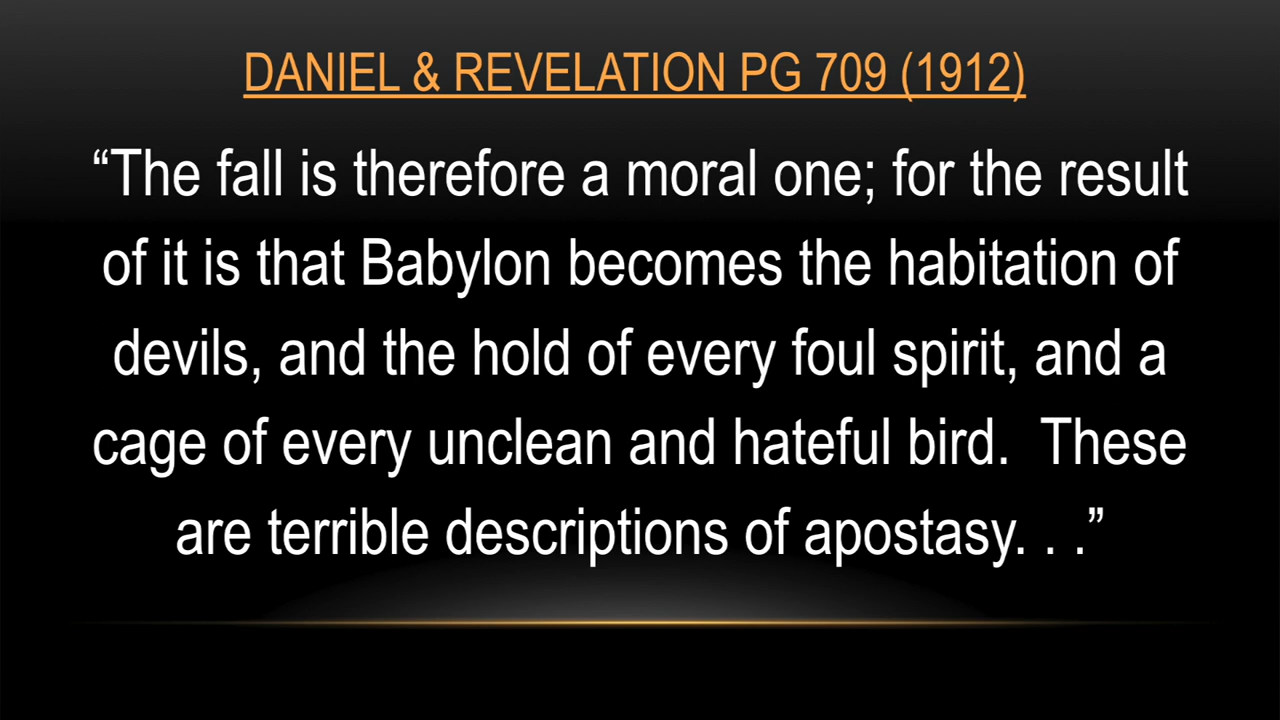 DANIEL & REVELATION PG 709 (1912)
“The fall is therefore a moral one; for the result
of it is that Babylon becomes the habitation of
devils, and the hold of every foul spirit, and a
cage of every unclean and hateful bird.  These
are terrible descriptions of apostasy. . .”